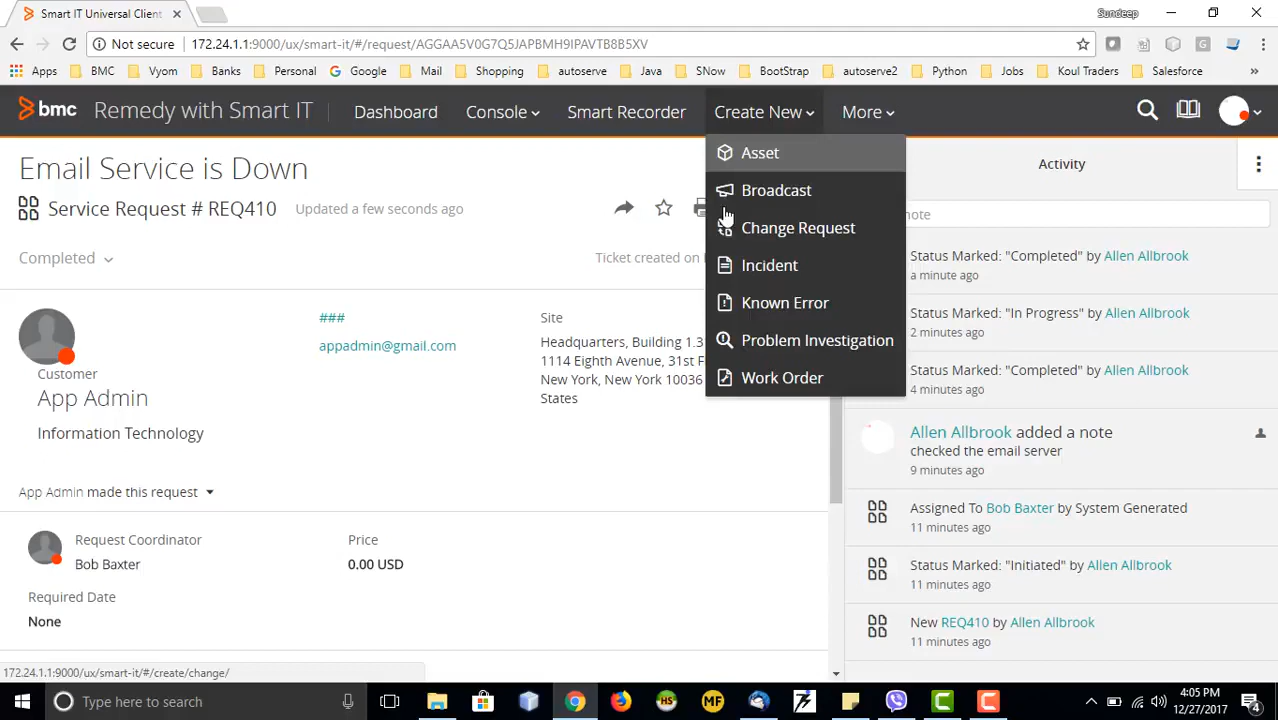 Smart IT Universal Client
Sundeep
Not secure
172.24.1.1:9000/ux/smart-it/#/request/AGGAA5V0G7Q5JAPBMH9IPAVTB8B5XV
Apps BMC Vyom Banks Personal Google Mail Shopping autoserve Java SNow BootStrap autoserve2 Python Jobs Koul Traders Salesforce
bmc Remedy with Smart IT Dashboard Console Smart Recorder Create New More
Asset
Broadcast
Change Request
Incident
Known Error
Problem Investigation
Work Order
Email Service is Down
Service Request # REQ410 Updated a few seconds ago
Completed
Ticket created on
###
appadmin@gmail.com
Customer
App Admin
Information Technology
Site
Headquarters, Building 1.3
1114 Eighth Avenue, 31st F
New York, New York 10036
States
App Admin made this request
Request Coordinator
Bob Baxter
Price
0.00 USD
Required Date
None
Activity
note
Status Marked: "Completed" by Allen Allbrook
a minute ago
Status Marked: "In Progress" by Allen Allbrook
2 minutes ago
Status Marked: "Completed" by Allen Allbrook
4 minutes ago
Allen Allbrook added a note
checked the email server
9 minutes ago
Assigned To Bob Baxter by System Generated
11 minutes ago
Status Marked: "Initiated" by Allen Allbrook
11 minutes ago
New REQ410 by Allen Allbrook
11 minutes ago
172.24.1.1:9000/ux/smart-it/#/create/change/
Type here to search
HS
MF
4:05 PM
12/27/2017
4